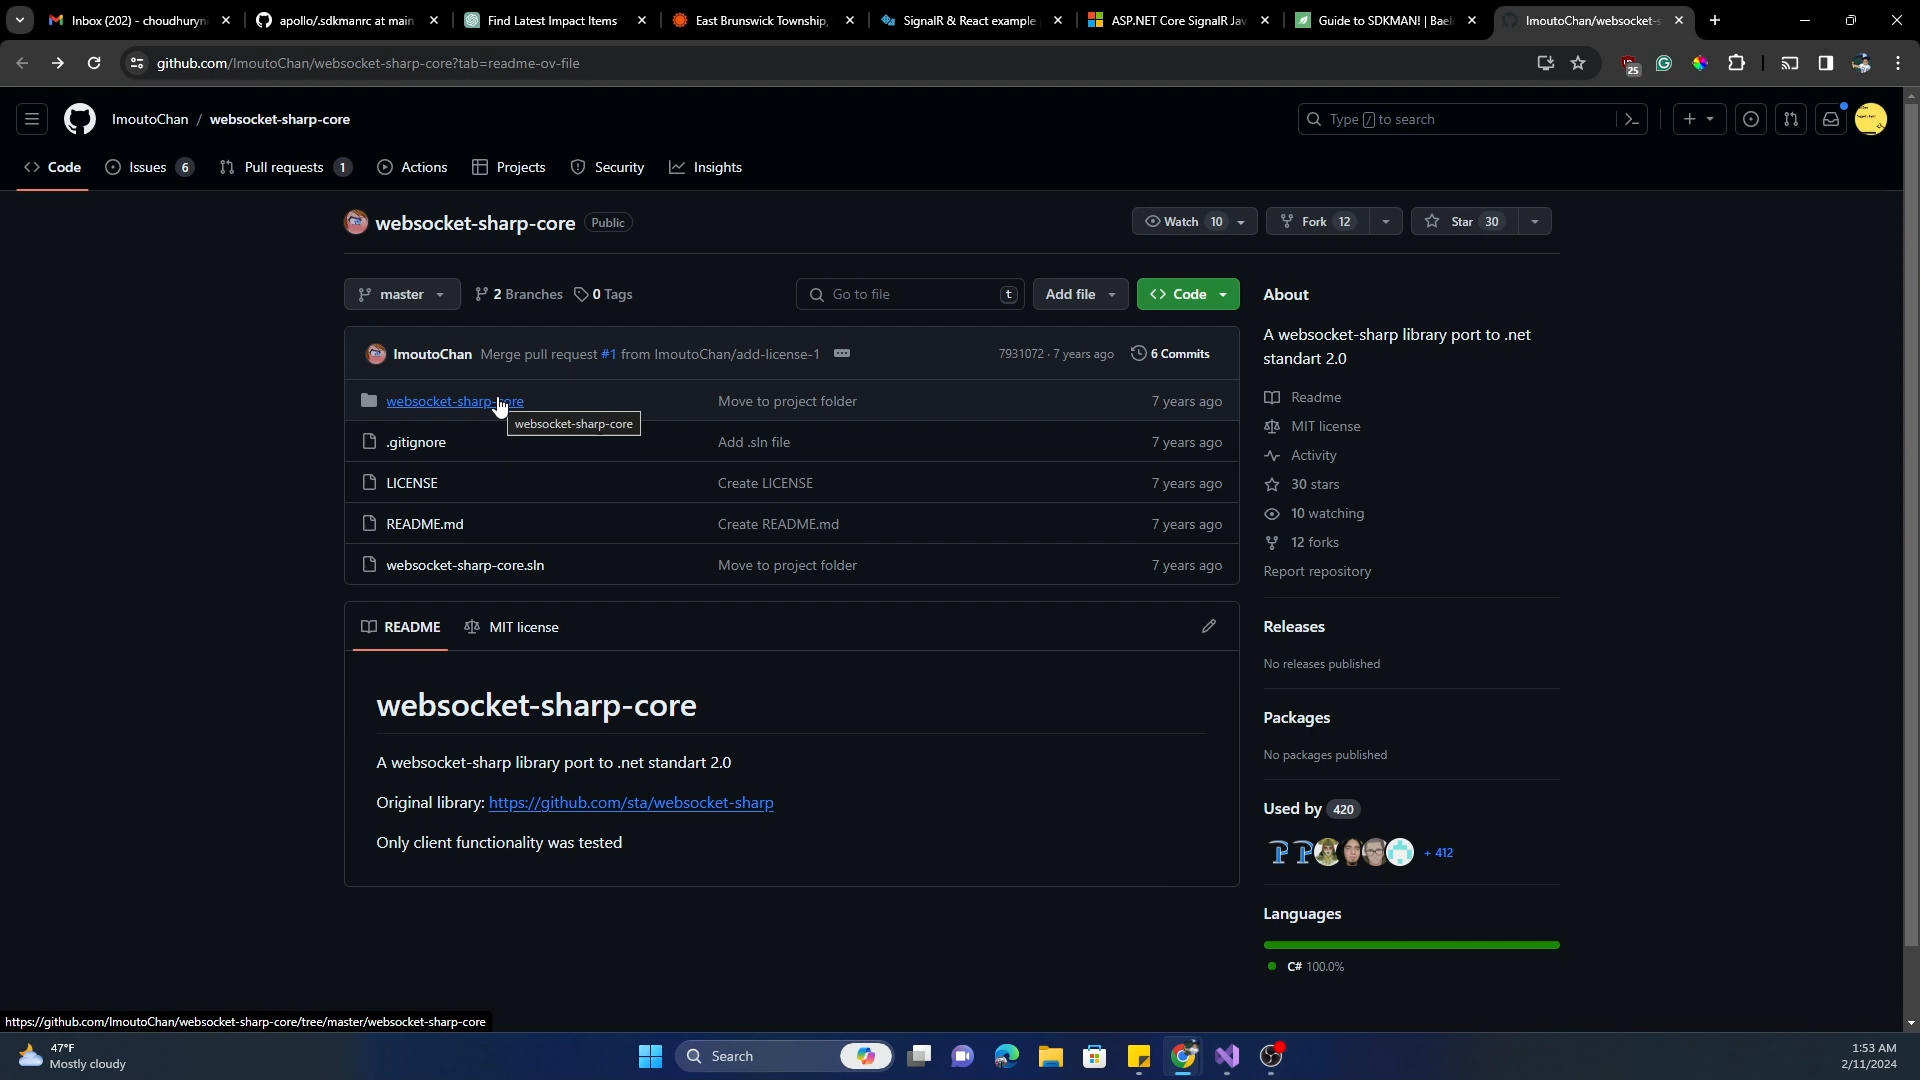 Inbox (202) - choudhuryn
apollo/.sdkmanrc at main
Find Latest Impact Items
East Brunswick Township,
SignalR & React example
ASP.NET Core SignalR Jav
Guide to SDKMAN! | Bael
ImoutoChan/websocket-s
github.com/ImoutoChan/websocket-sharp-core?tab=readme-ov-file
25
ImoutoChan / websocket-sharp-core
Type / to search
Code
Issues 6
Pull requests 1
Actions
Projects
Security
Insights
websocket-sharp-core Public
Watch 10
Fork 12
Star 30
master
2 Branches
0 Tags
Go to file t
Add file
Code
ImoutoChan Merge pull request #1 from ImoutoChan/add-license-1
7931072 · 7 years ago
6 Commits
websocket-sharp-core Move to project folder 7 years ago
websocket-sharp-core
.gitignore Add .sln file 7 years ago
LICENSE Create LICENSE 7 years ago
README.md Create README.md 7 years ago
websocket-sharp-core.sln Move to project folder 7 years ago
README
MIT license
websocket-sharp-core
A websocket-sharp library port to .net standart 2.0
Original library: https://github.com/sta/websocket-sharp
Only client functionality was tested
About
A websocket-sharp library port to .net
standart 2.0
Readme
MIT license
Activity
30 stars
10 watching
12 forks
Report repository
Releases
No releases published
Packages
No packages published
Used by 420
+ 412
Languages
C# 100.0%
https://github.com/ImoutoChan/websocket-sharp-core/tree/master/websocket-sharp-core
47°F
Mostly cloudy
Search
1:53 AM
2/11/2024